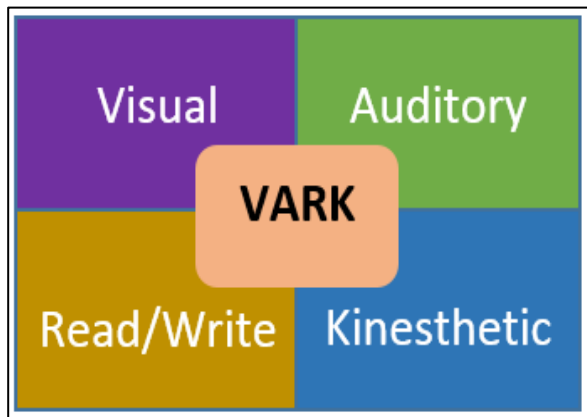 Visual
Auditory
VARK
Read/Write
Kinesthetic